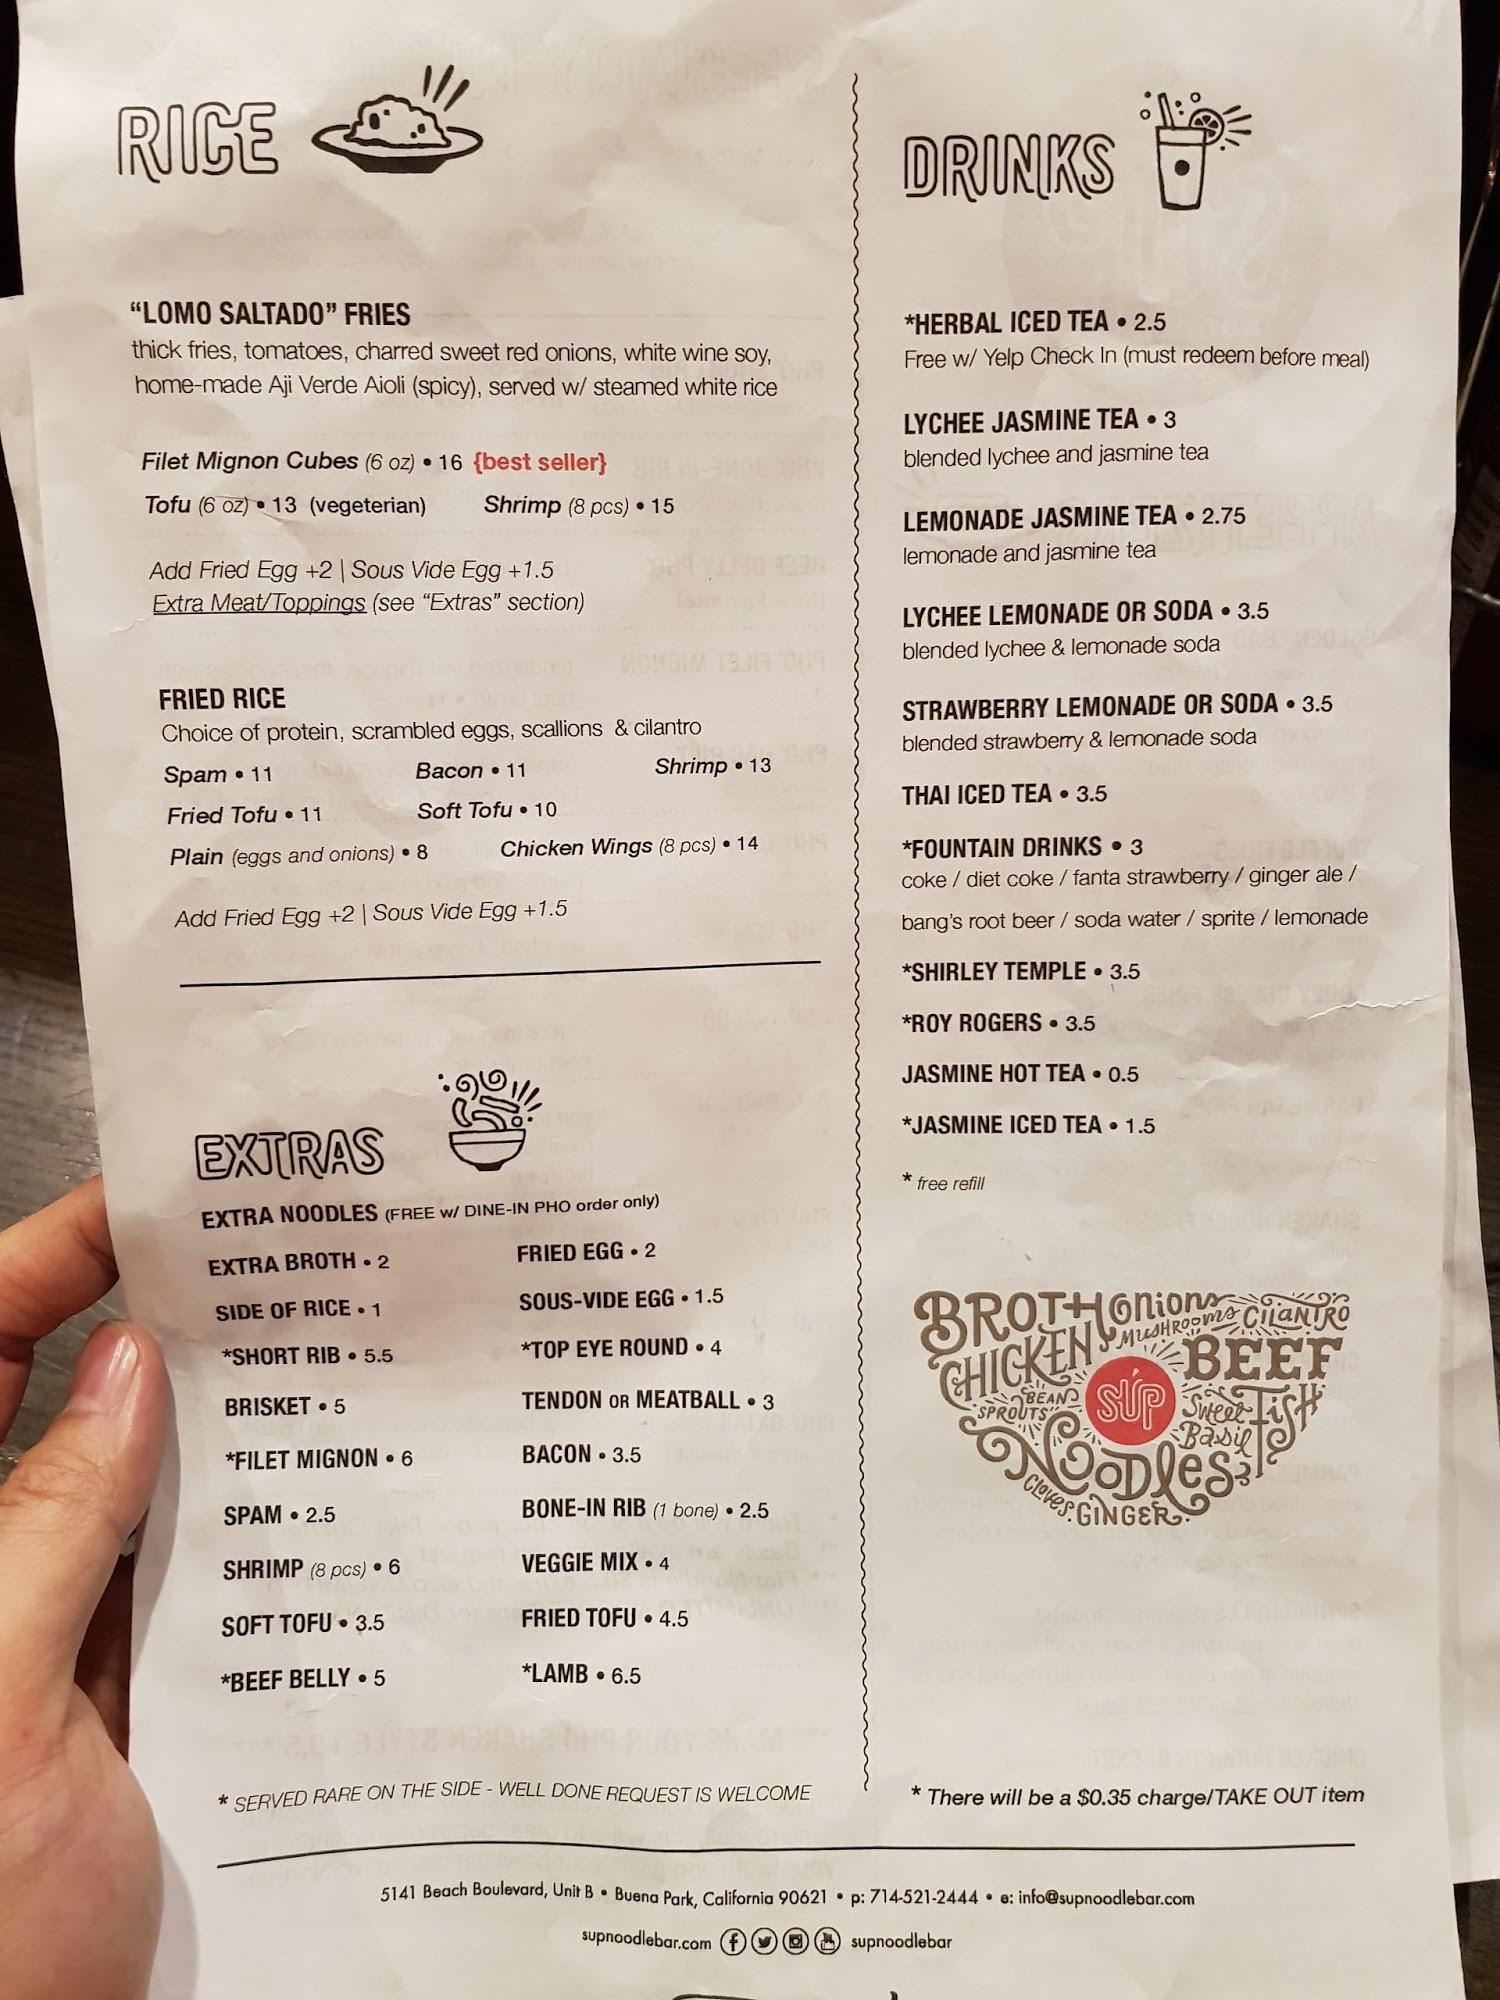 RICE
"LOMO SALTADO" FRIES
thick fries, tomatoes, charred sweet red onions, white wine soy,
home-made Aji Verde Aioli (spicy), served w/ steamed white rice
Filet Mignon Cubes (6 oz) • 16 {best seller}
Tofu (6 oz) • 13 (vegeterian) Shrimp (8 pcs) • 15
Add Fried Egg +2 | Sous Vide Egg +1.5
Extra Meat/Toppings (see "Extras" section)
FRIED RICE
Choice of protein, scrambled eggs, scallions & cilantro
Spam • 11 Bacon • 11 Shrimp • 13
Fried Tofu • 11 Soft Tofu • 10
Plain (eggs and onions) • 8 Chicken Wings (8 pcs) • 14
Add Fried Egg +2 | Sous Vide Egg +1.5
EXTRAS
EXTRA NOODLES (FREE w/ DINE-IN PHO order only)
EXTRA BROTH • 2 FRIED EGG • 2
SIDE OF RICE • 1 SOUS-VIDE EGG • 1.5
*SHORT RIB • 5.5 *TOP EYE ROUND • 4
BRISKET • 5 TENDON OR MEATBALL • 3
*FILET MIGNON • 6 BACON • 3.5
SPAM • 2.5 BONE-IN RIB (1 bone) • 2.5
SHRIMP (8 pcs) • 6 VEGGIE MIX • 4
SOFT TOFU • 3.5 FRIED TOFU • 4.5
*BEEF BELLY • 5 *LAMB • 6.5
* SERVED RARE ON THE SIDE - WELL DONE REQUEST IS WELCOME
DRINKS
*HERBAL ICED TEA • 2.5
Free w/ Yelp Check In (must redeem before meal)
LYCHEE JASMINE TEA • 3
blended lychee and jasmine tea
LEMONADE JASMINE TEA • 2.75
lemonade and jasmine tea
LYCHEE LEMONADE OR SODA • 3.5
blended lychee & lemonade soda
STRAWBERRY LEMONADE OR SODA • 3.5
blended strawberry & lemonade soda
THAI ICED TEA • 3.5
*FOUNTAIN DRINKS • 3
coke / diet coke / fanta strawberry / ginger ale /
bang's root beer / soda water / sprite / lemonade
*SHIRLEY TEMPLE • 3.5
*ROY ROGERS • 3.5
JASMINE HOT TEA • 0.5
*JASMINE ICED TEA • 1.5
* free refill
BROTH Onions CILANTRO
MUSHROOMS
CHICKEN BEEF
BEAN SPROUTS SÚP Sweet Basil FISH
NOODLES
Cloves GINGER
* There will be a $0.35 charge/TAKE OUT item
5141 Beach Boulevard, Unit B • Buena Park, California 90621 • p: 714-521-2444 • e: info@supnoodlebar.com
supnoodlebar.com supnoodlebar